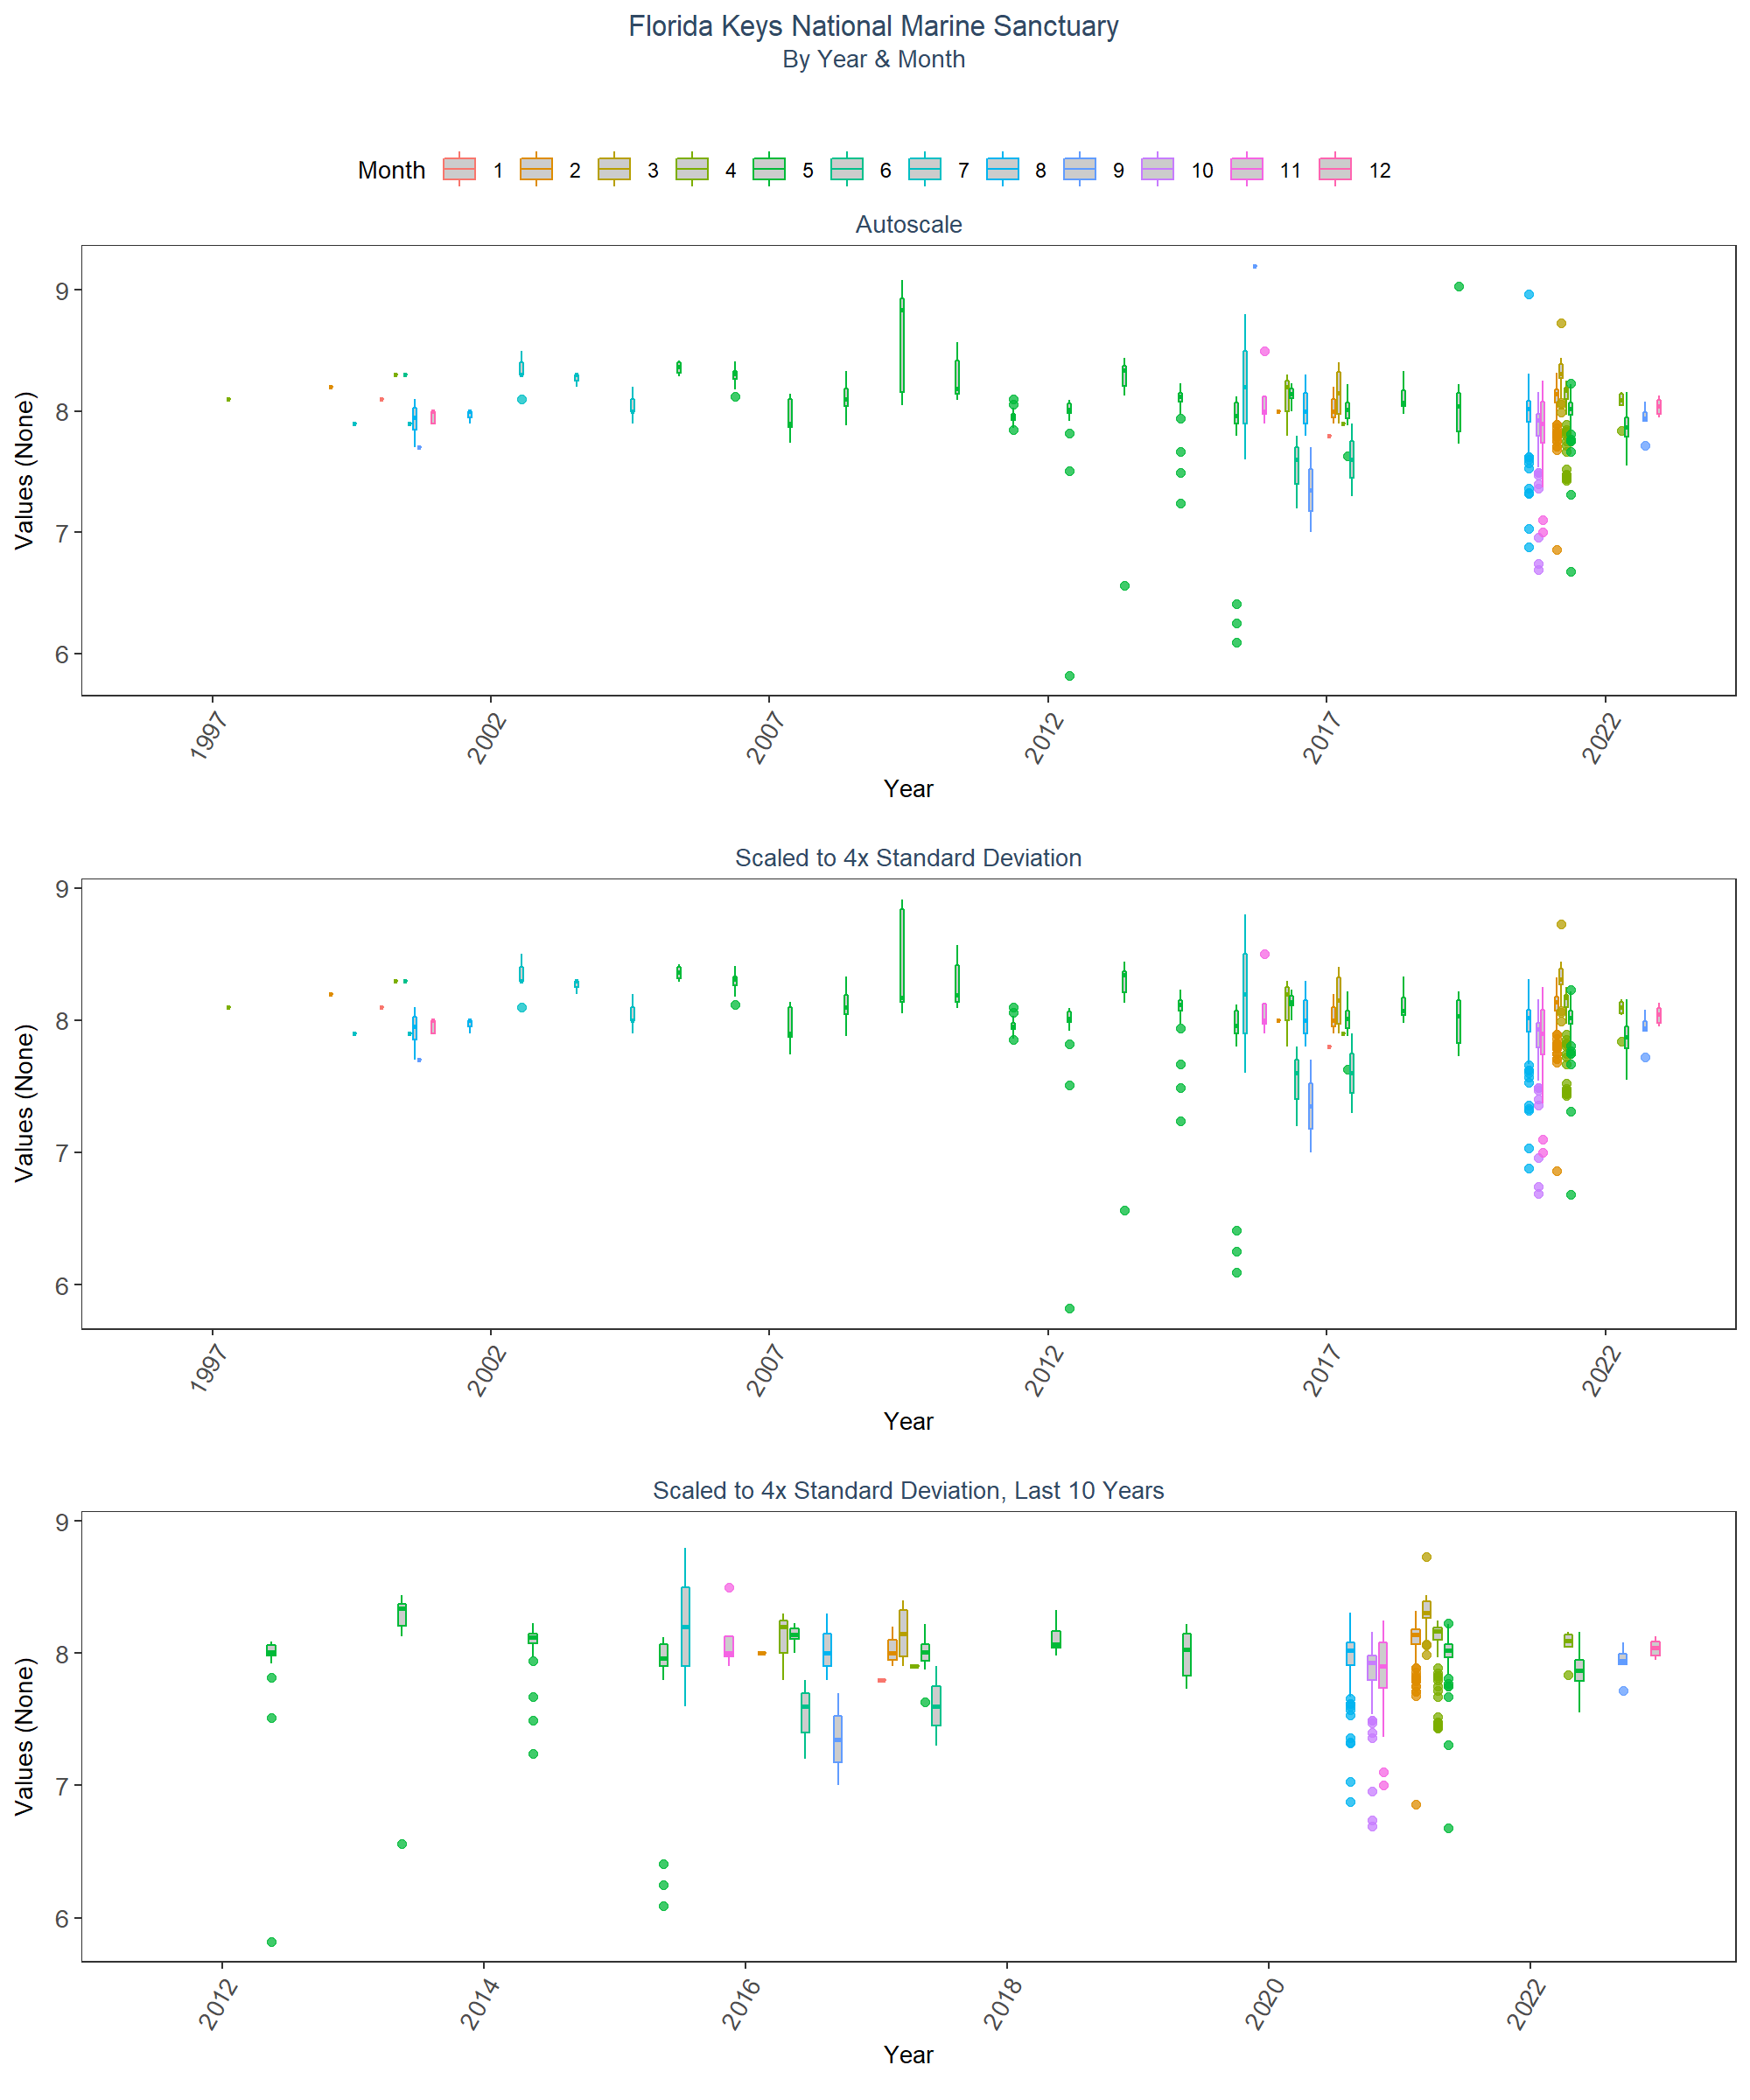 Florida Keys National Marine Sanctuary
By Year & Month
Month 1 2 3 4 5 6 7 8 9 10 11 12
Autoscale
Values (None)
9
8
7
6
1997 2002 2007 2012 2017 2022
Year
Scaled to 4x Standard Deviation
Values (None)
9
8
7
6
1997 2002 2007 2012 2017 2022
Year
Scaled to 4x Standard Deviation, Last 10 Years
Values (None)
9
8
7
6
2012 2014 2016 2018 2020 2022
Year